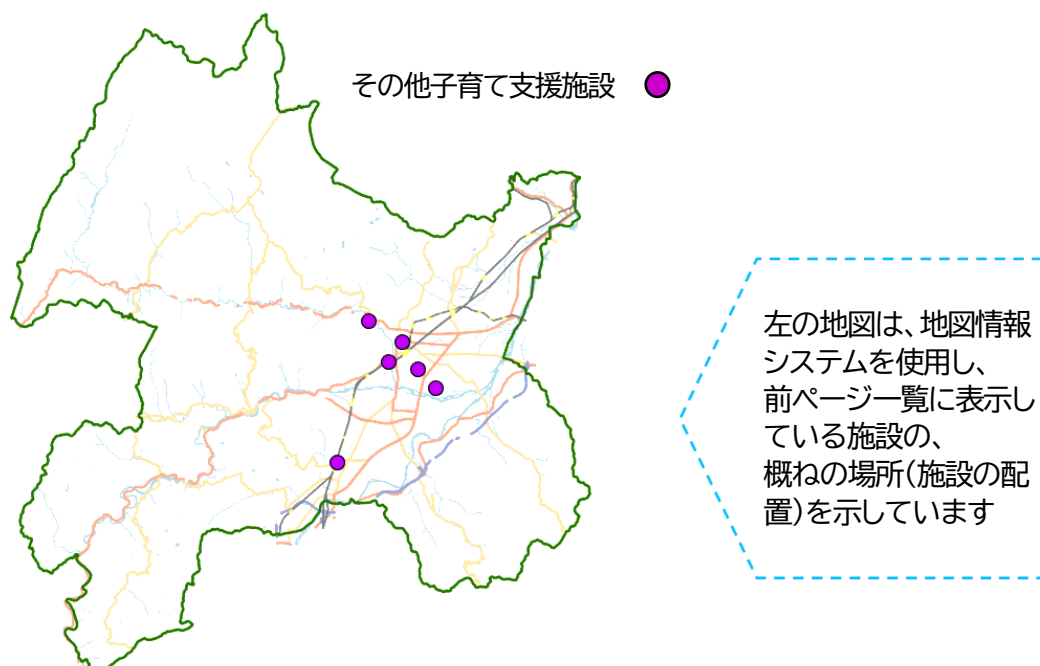 その他子育て支援施設
左の地図は、地図情報
システムを使用し、
前ページ一覧に表示し
ている施設の、
概ねの場所(施設の配
置)を示しています